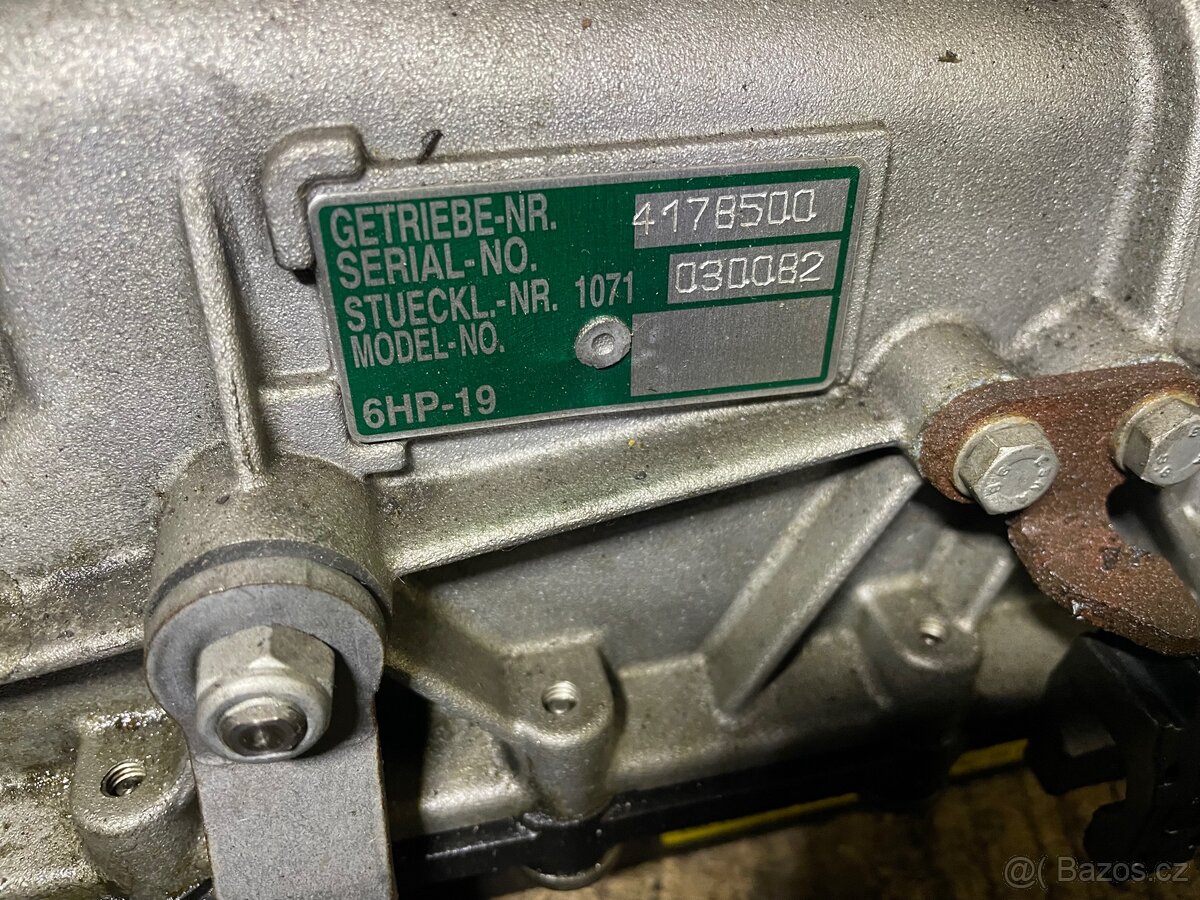 GETRIEBE-NR. 4178500
SERIAL-NO.
STUECKL.-NR. 1071 030082
MODEL-NO.
6HP-19
@( Bazos.cz